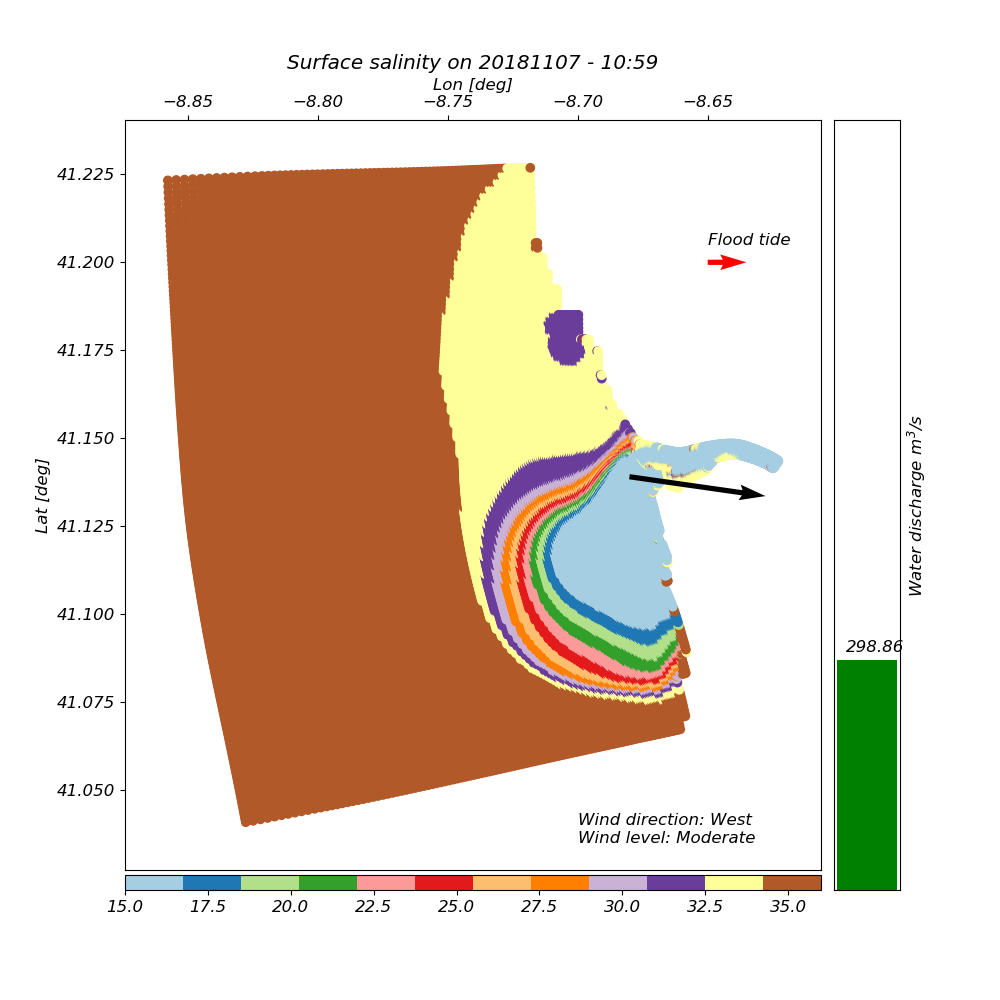 Surface salinity on 20181107 - 10:59
Lon [deg]
−8.85 −8.80 −8.75 −8.70 −8.65
41.225
41.200
41.175
41.150
41.125
41.100
41.075
41.050
Lat [deg]
Flood tide
Wind direction: West
Wind level: Moderate
15.0 17.5 20.0 22.5 25.0 27.5 30.0 32.5 35.0
298.86
Water discharge m³/s